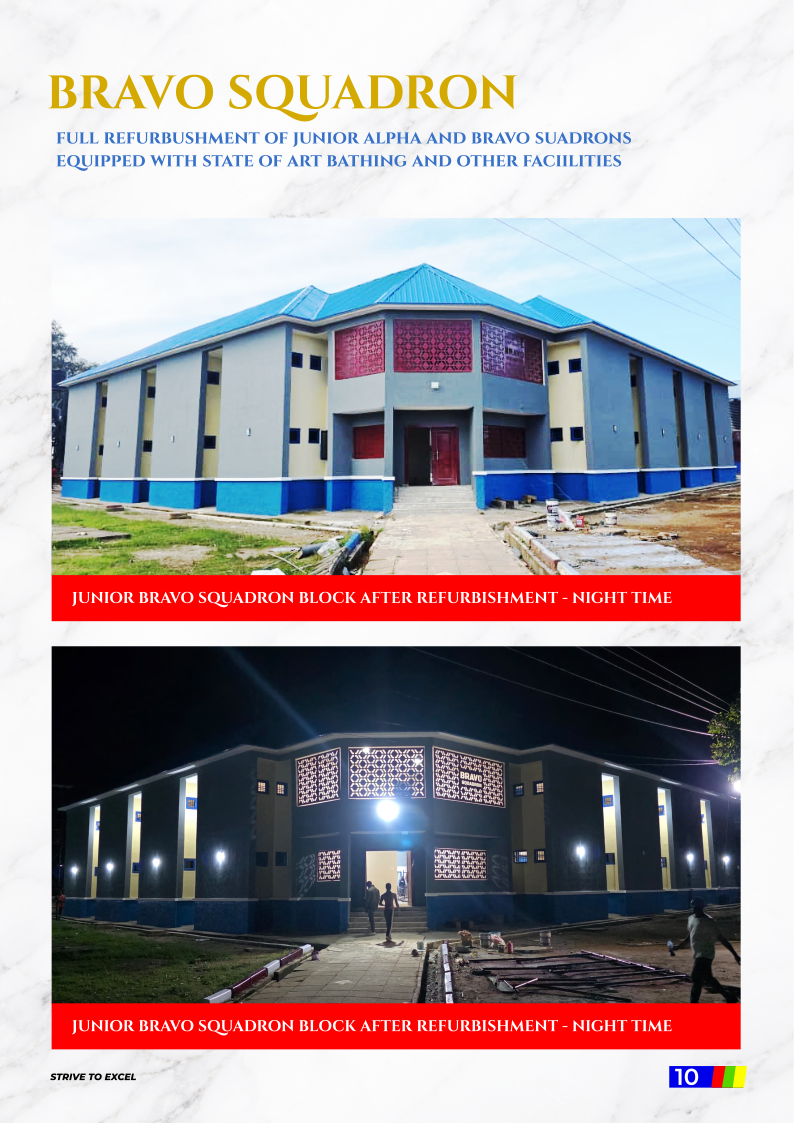 BRAVO SQUADRON
FULL REFURBUSHMENT OF JUNIOR ALPHA AND BRAVO SUADRONS
EQUIPPED WITH STATE OF ART BATHING AND OTHER FACIILITIES
JUNIOR BRAVO SQUADRON BLOCK AFTER REFURBISHMENT - NIGHT TIME
BRAVO
SQUADRON
JUNIOR BRAVO SQUADRON BLOCK AFTER REFURBISHMENT - NIGHT TIME
STRIVE TO EXCEL
10